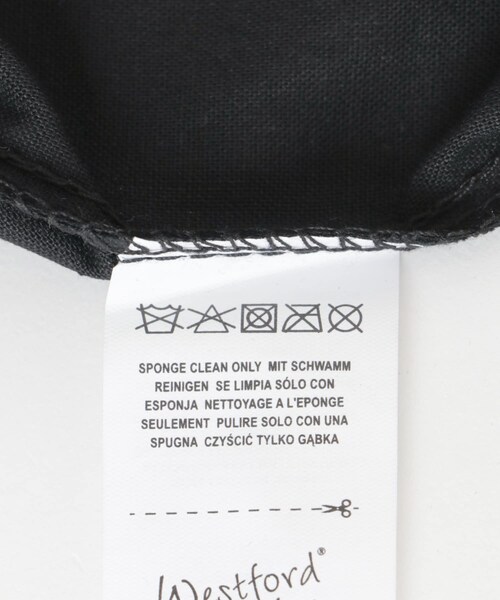 SPONGE CLEAN ONLY MIT SCHWAMM
REINIGEN SE LIMPIA SÓLO CON
ESPONJA NETTOYAGE A L'EPONGE
SEULEMENT PULIRE SOLO CON UNA
SPUGNA CZYŚCIĆ TYLKO GĄBKA
Westford®